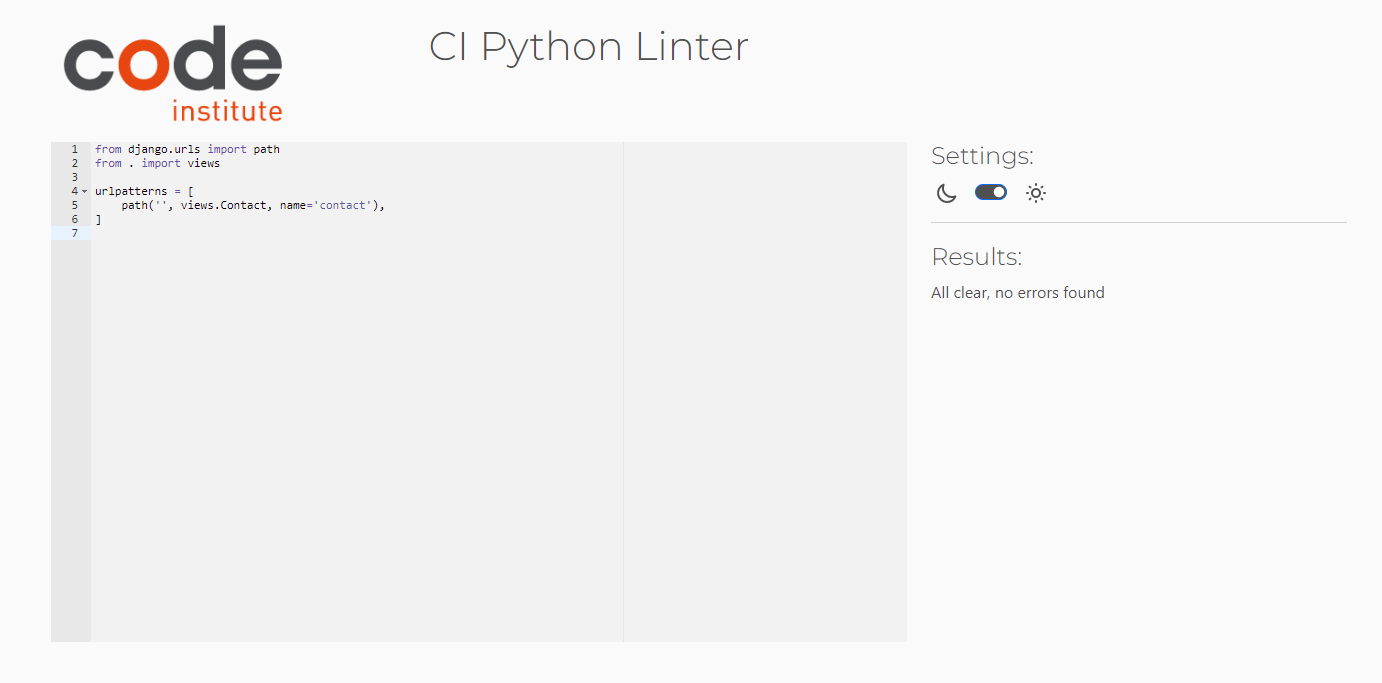 code
institute
CI Python Linter
1 from django.urls import path
2 from . import views
3
4 urlpatterns = [
5     path('', views.Contact, name='contact'),
6 ]
7
Settings:
Results:
All clear, no errors found